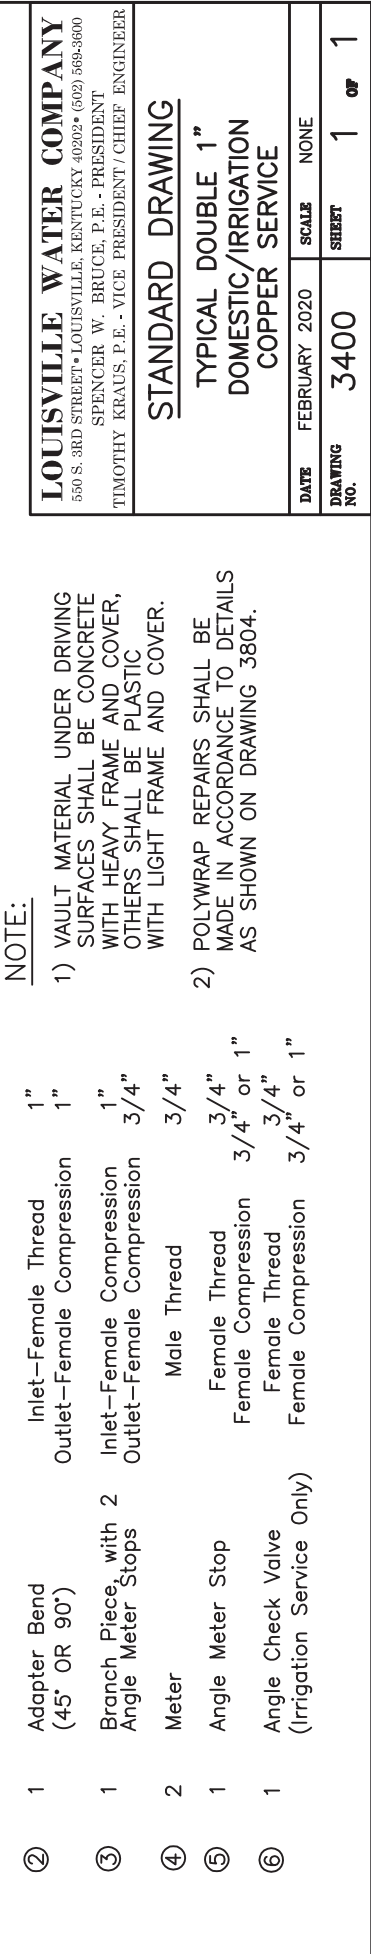 ② 1 Adapter Bend Inlet–Female Thread 1"
(45° OR 90°) Outlet–Female Compression 1"
③ 1 Branch Piece, with 2 Inlet–Female Compression 1"
Angle Meter Stops Outlet–Female Compression 3/4"
④ 2 Meter Male Thread 3/4"
⑤ 1 Angle Meter Stop Female Thread 3/4"
Female Compression 3/4" or 1"
⑥ 1 Angle Check Valve Female Thread 3/4"
(Irrigation Service Only) Female Compression 3/4" or 1"
NOTE:
1) VAULT MATERIAL UNDER DRIVING
SURFACES SHALL BE CONCRETE
WITH HEAVY FRAME AND COVER,
OTHERS SHALL BE PLASTIC
WITH LIGHT FRAME AND COVER.
2) POLYWRAP REPAIRS SHALL BE
MADE IN ACCORDANCE TO DETAILS
AS SHOWN ON DRAWING 3804.
LOUISVILLE WATER COMPANY
550 S. 3RD STREET • LOUISVILLE, KENTUCKY 40202 • (502) 569-3600
SPENCER W. BRUCE, P.E. - PRESIDENT
TIMOTHY KRAUS, P.E. - VICE PRESIDENT / CHIEF ENGINEER
STANDARD DRAWING
TYPICAL DOUBLE 1"
DOMESTIC/IRRIGATION
COPPER SERVICE
DATE FEBRUARY 2020 SCALE NONE
DRAWING NO. 3400 SHEET 1 OF 1